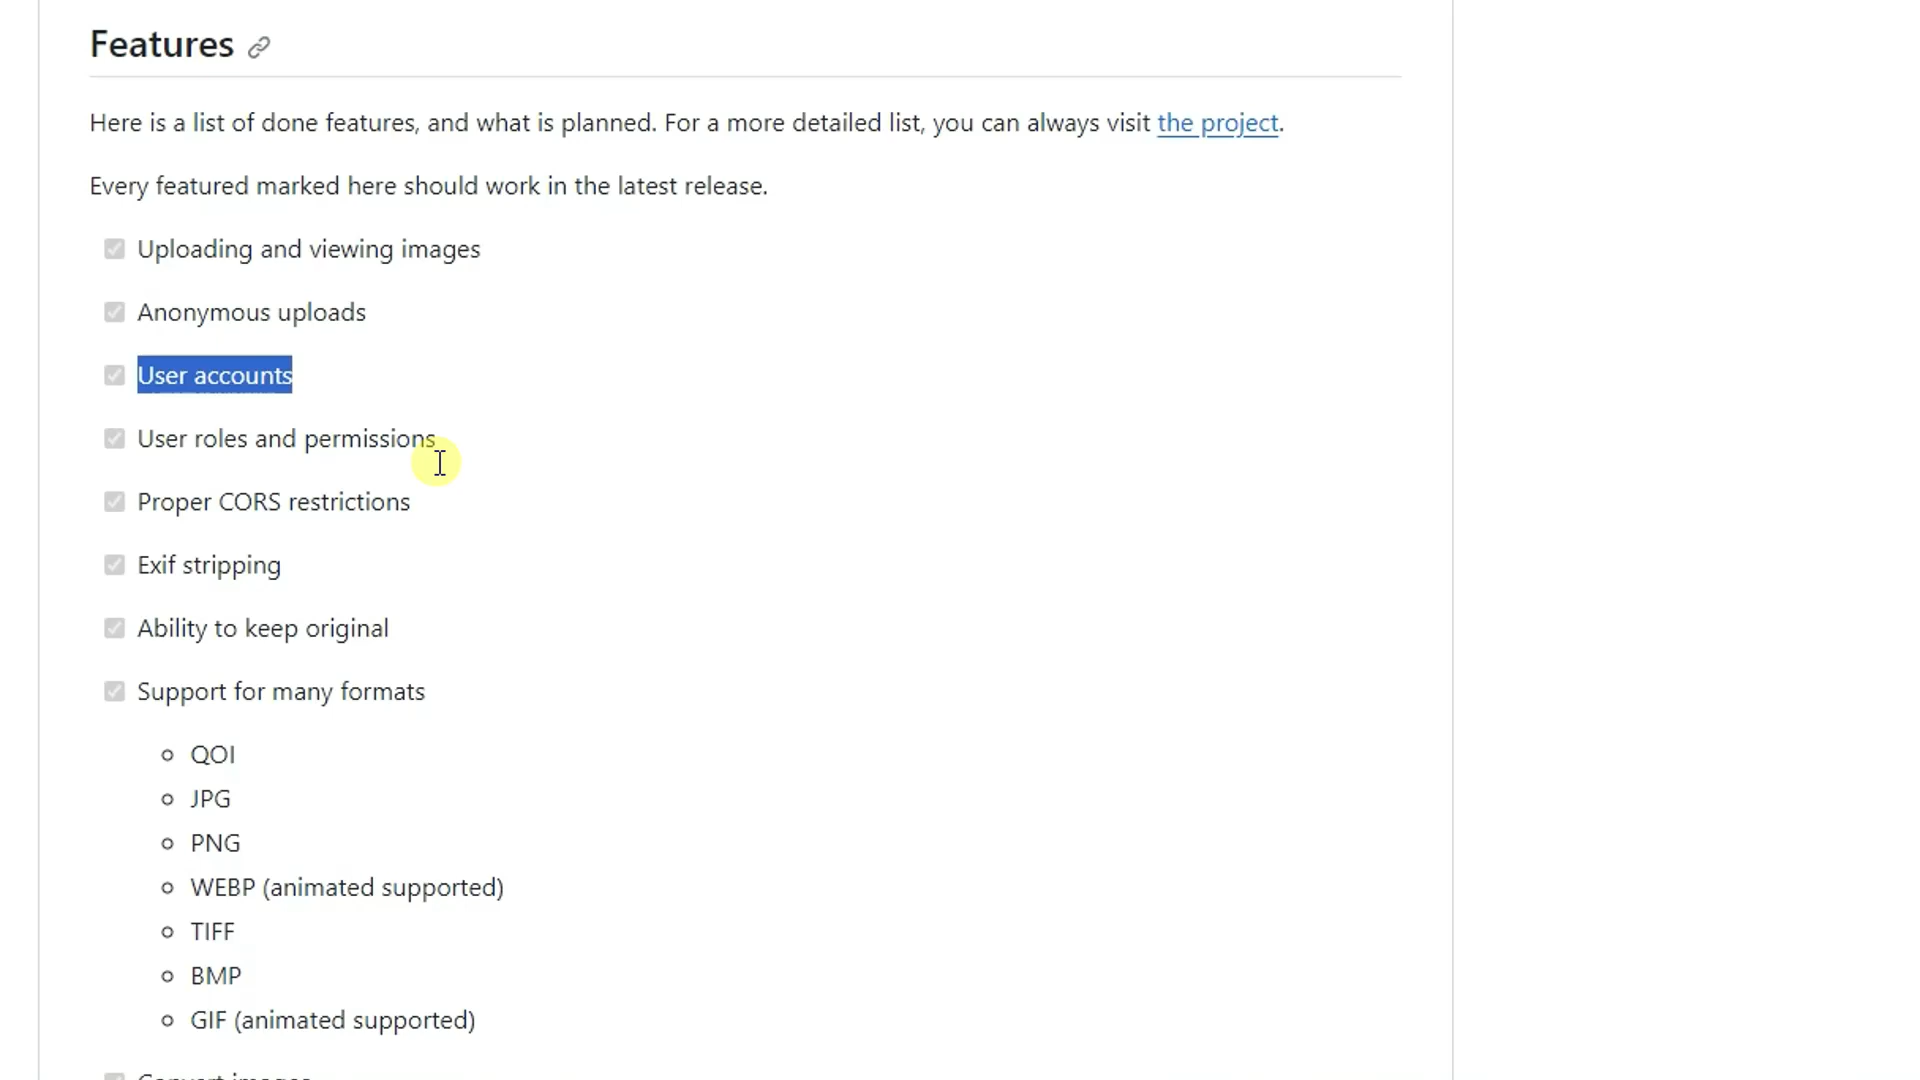 Features
Here is a list of done features, and what is planned. For a more detailed list, you can always visit the project.
Every featured marked here should work in the latest release.
Uploading and viewing images
Anonymous uploads
User accounts
User roles and permissions
Proper CORS restrictions
Exif stripping
Ability to keep original
Support for many formats
QOI
JPG
PNG
WEBP (animated supported)
TIFF
BMP
GIF (animated supported)
Convert images